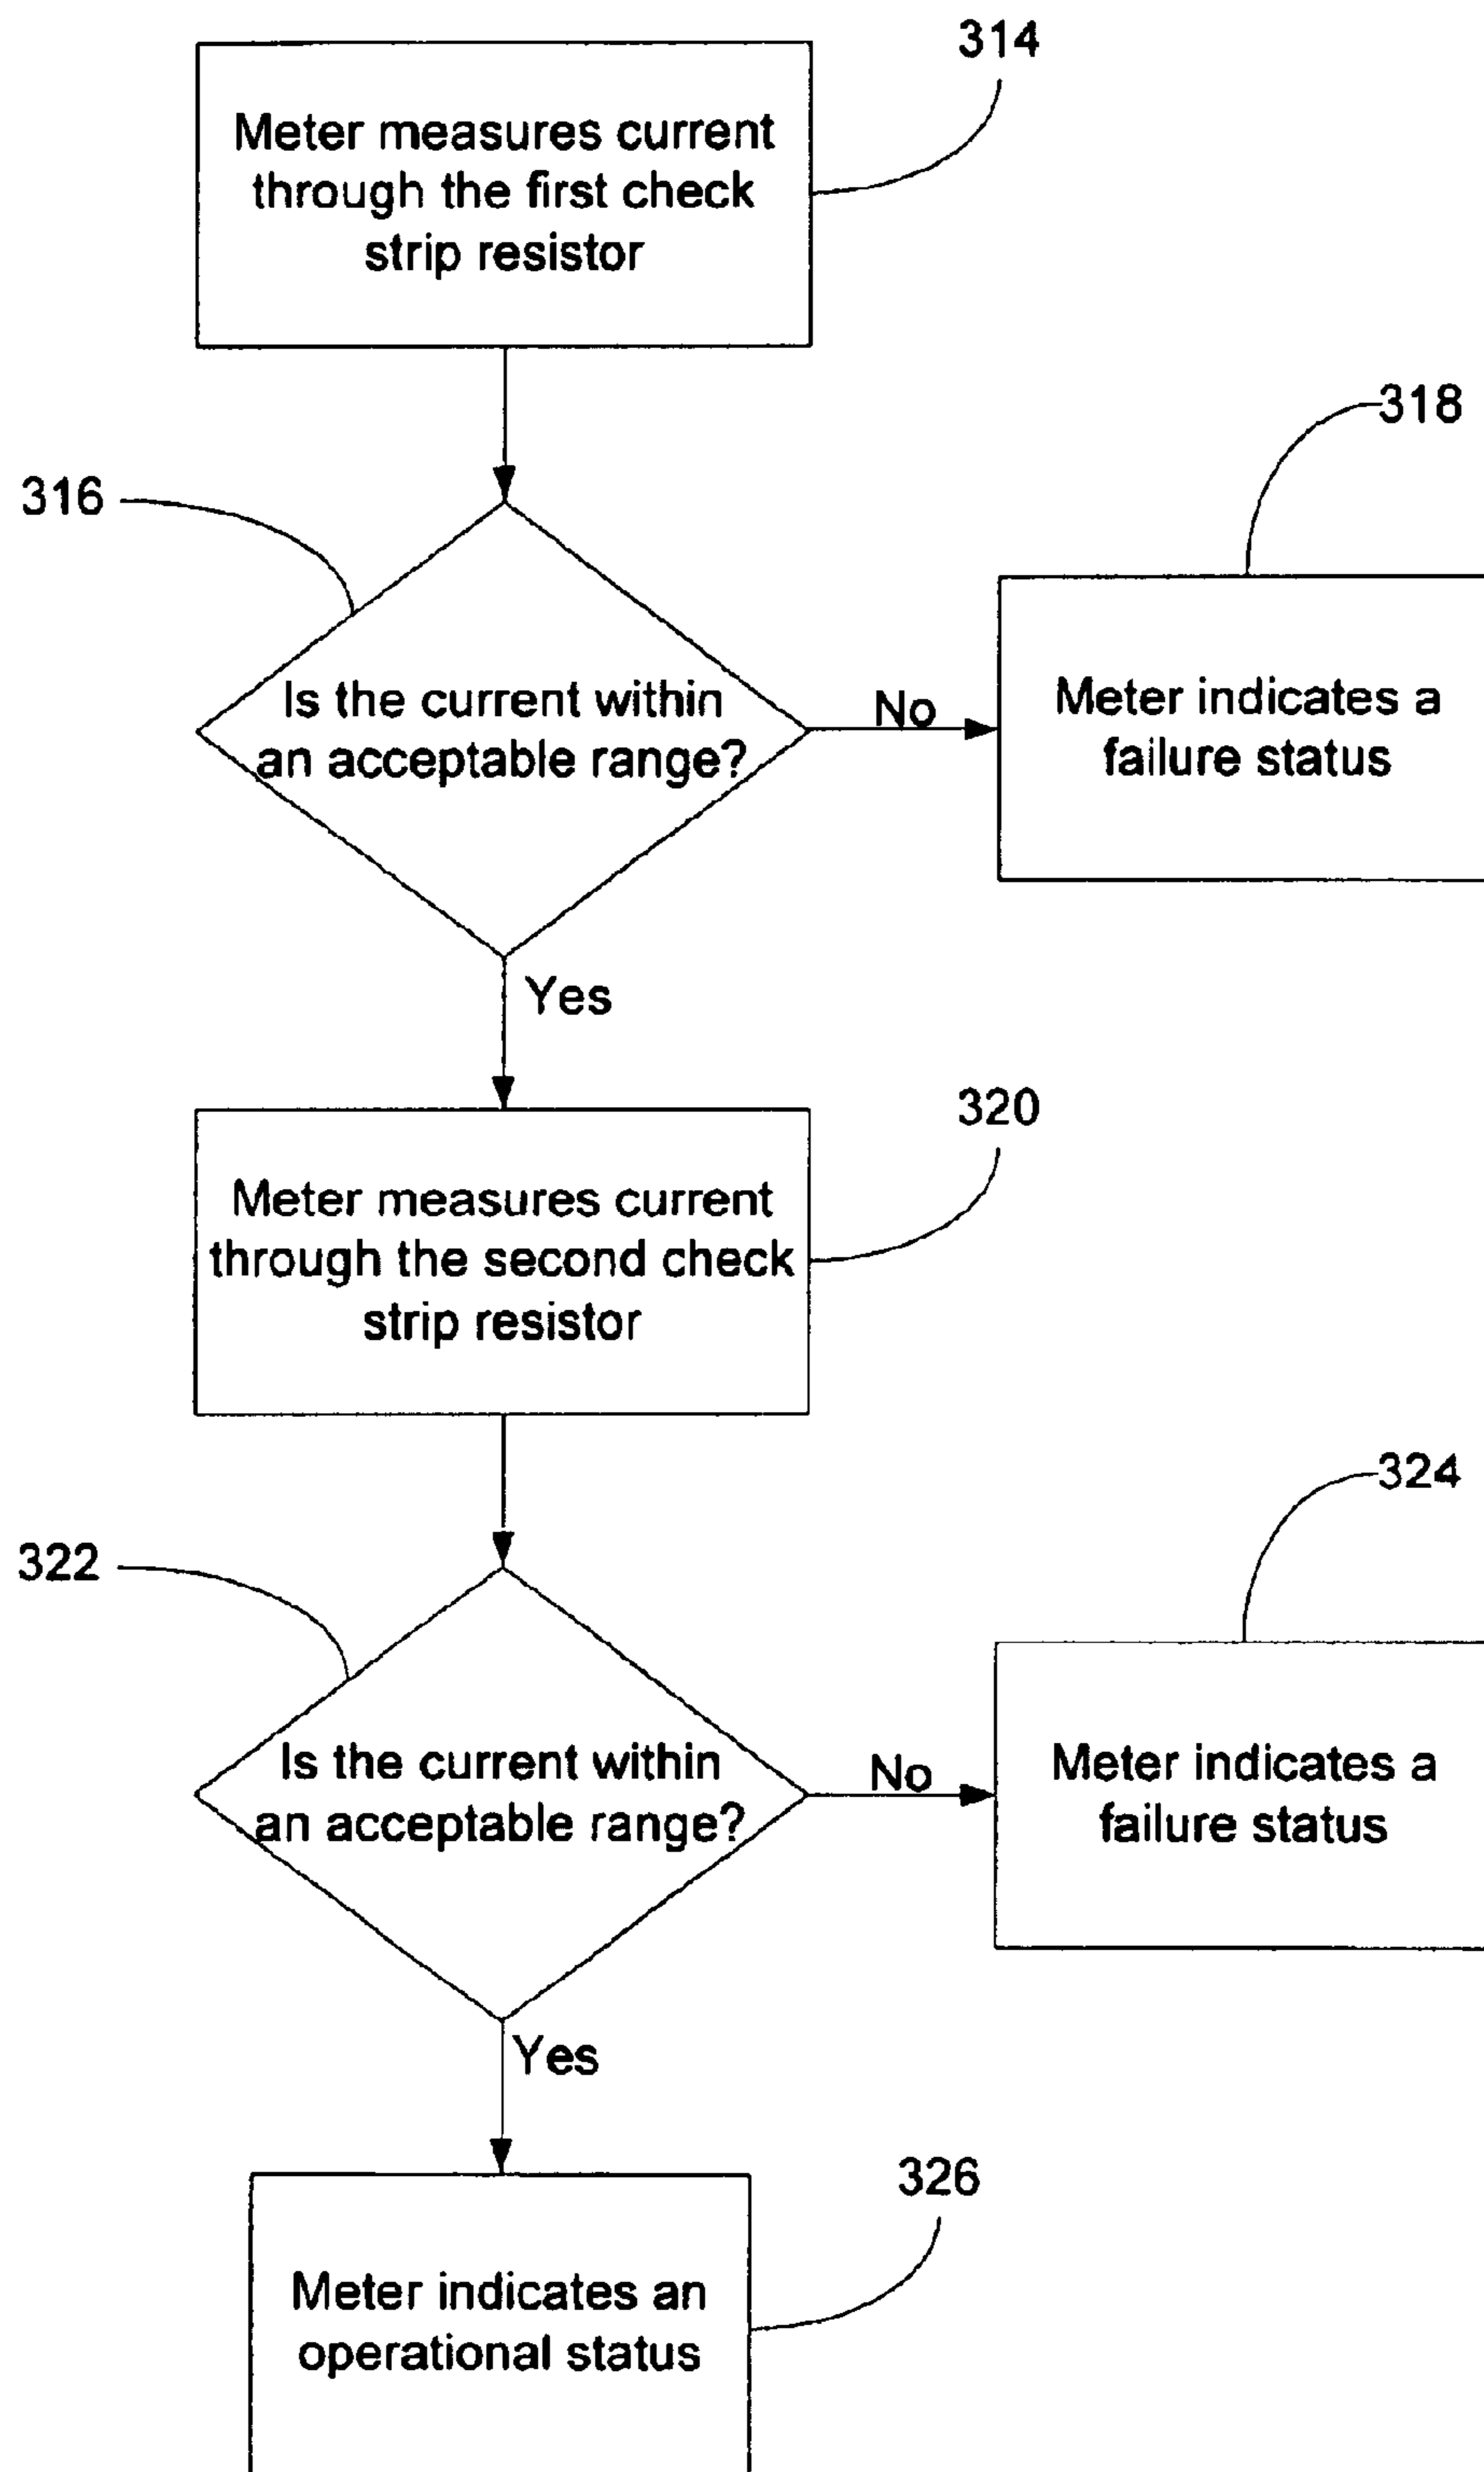 314
Meter measures current
through the first check
strip resistor
318
316
Is the current within
an acceptable range?
No
Meter indicates a
failure status
Yes
320
Meter measures current
through the second check
strip resistor
324
322
Is the current within
an acceptable range?
No
Meter indicates a
failure status
Yes
326
Meter indicates an
operational status